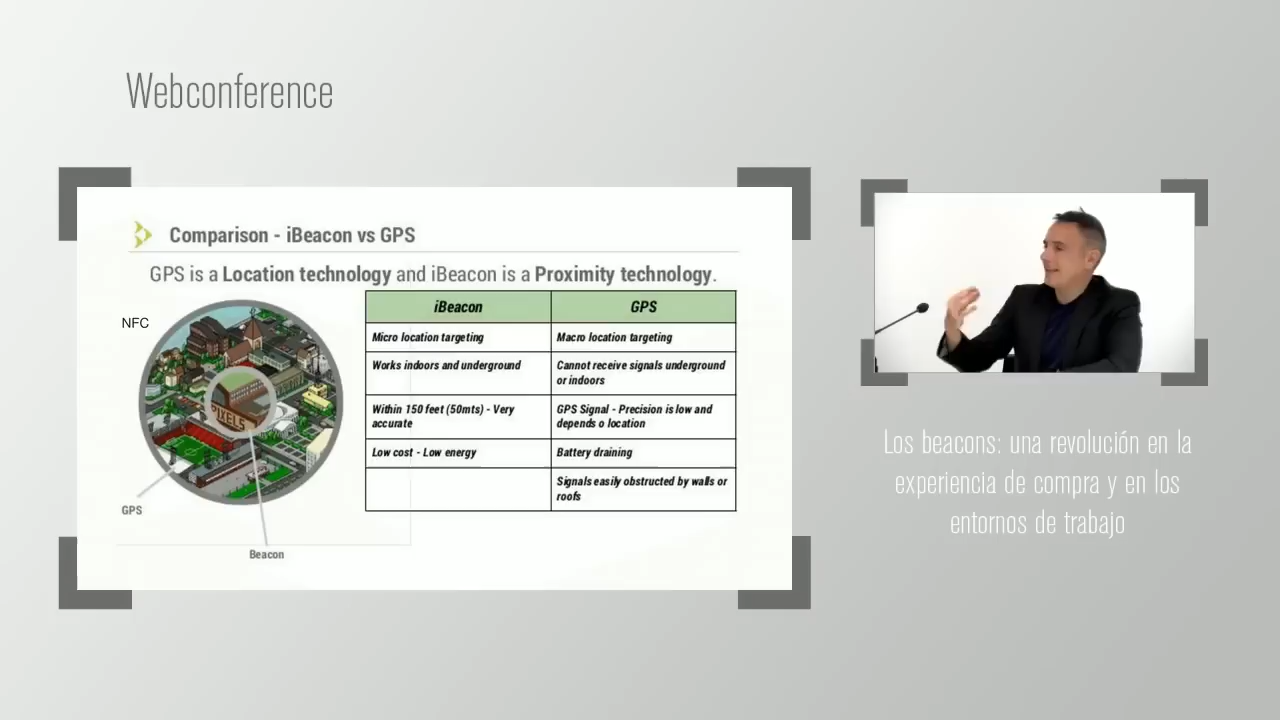 Webconference
Comparison - iBeacon vs GPS
GPS is a Location technology and iBeacon is a Proximity technology.
NFC
PIXELS
GPS
Beacon
iBeacon
GPS
Micro location targeting
Macro location targeting
Works indoors and underground
Cannot receive signals underground
or indoors
Within 150 feet (50mts) - Very
accurate
GPS Signal - Precision is low and
depends o location
Low cost - Low energy
Battery draining
Signals easily obstructed by walls or
roofs
Los beacons: una revolución en la
experiencia de compra y en los
entornos de trabajo